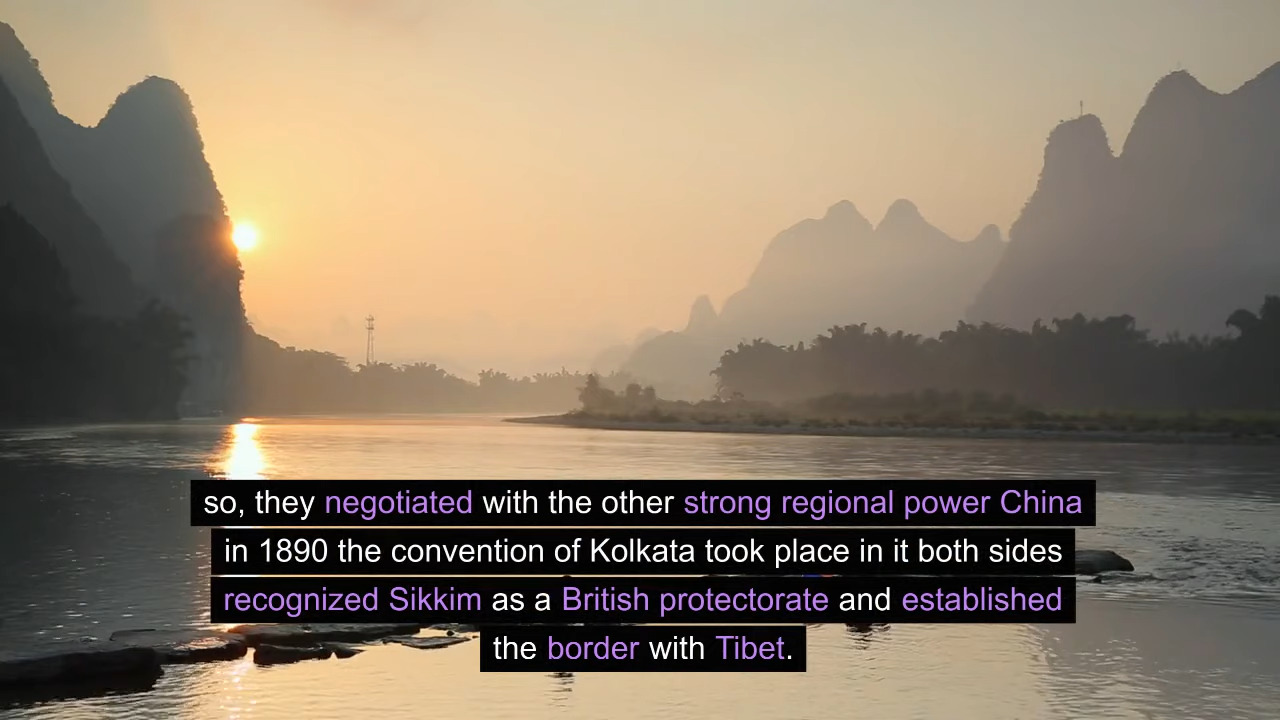 so, they negotiated with the other strong regional power China
in 1890 the convention of Kolkata took place in it both sides
recognized Sikkim as a British protectorate and established
the border with Tibet.